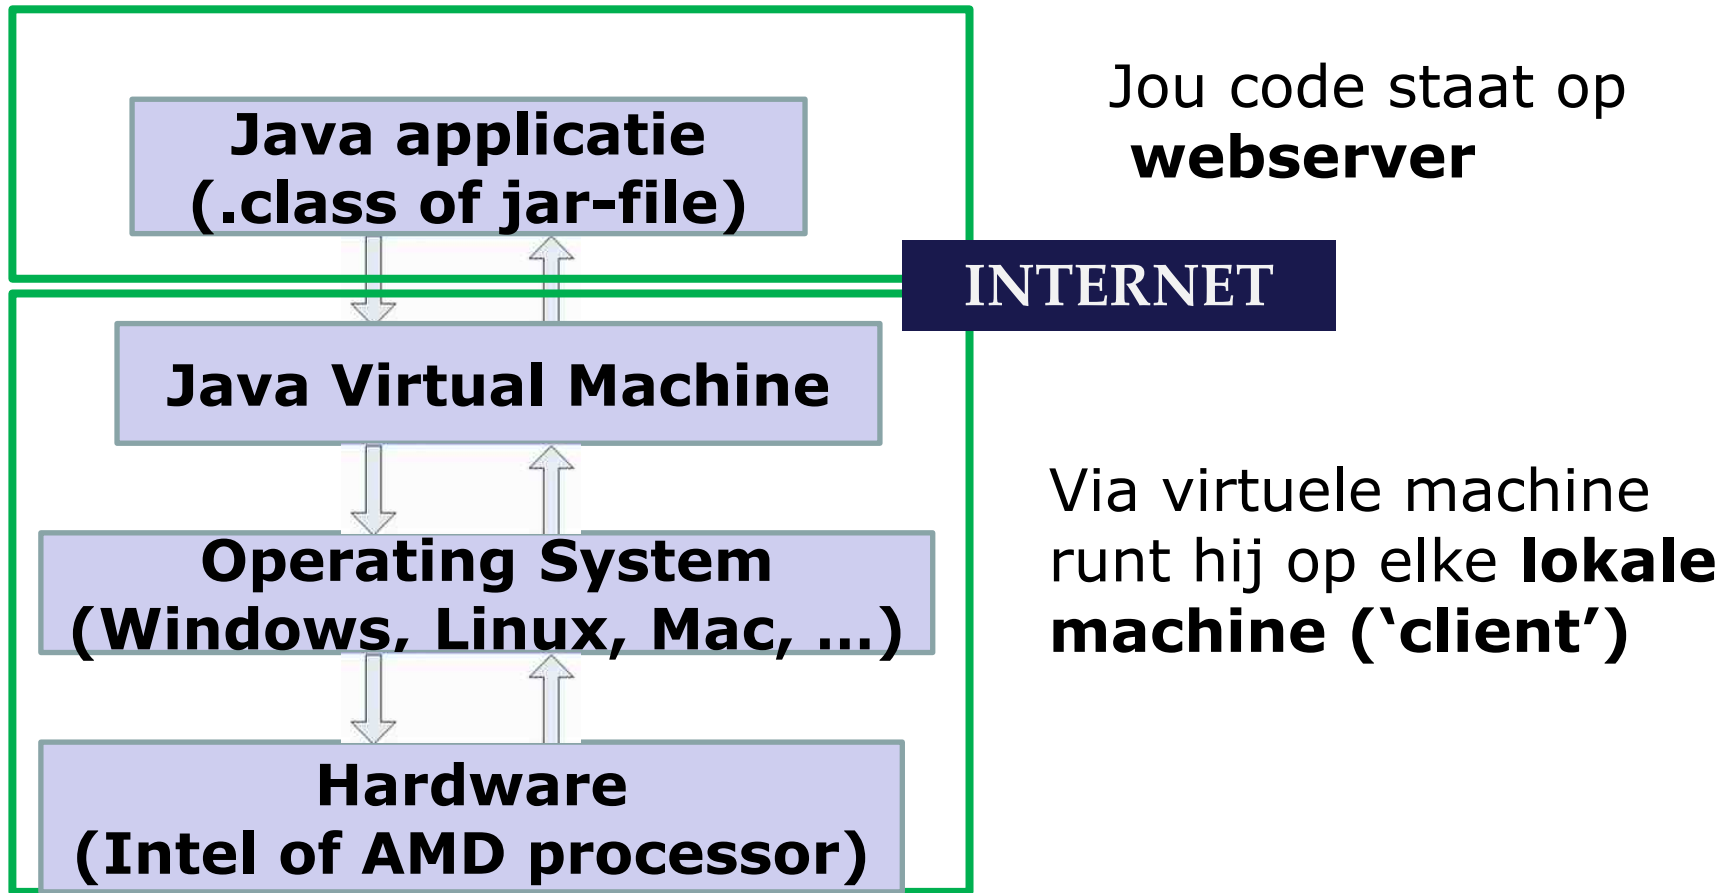 Java applicatie
(.class of jar-file)
Jou code staat op
webserver
INTERNET
Java Virtual Machine
Operating System
(Windows, Linux, Mac, ...)
Via virtuele machine
runt hij op elke lokale
machine (‘client’)
Hardware
(Intel of AMD processor)